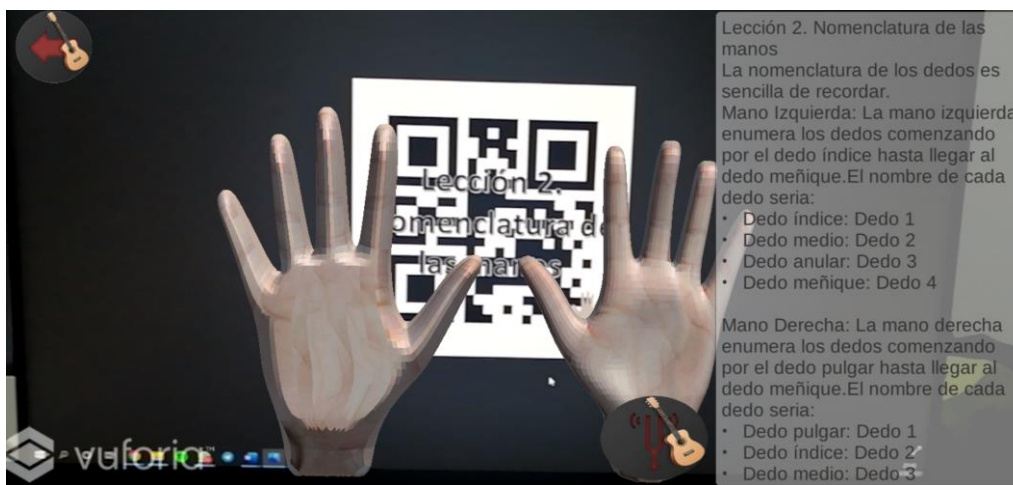 Lección 2. Nomenclatura de las
manos
La nomenclatura de los dedos es
sencilla de recordar.
Mano Izquierda: La mano izquierda
enumera los dedos comenzando
por el dedo índice hasta llegar al
dedo meñique.El nombre de cada
dedo seria:
• Dedo índice: Dedo 1
• Dedo medio: Dedo 2
• Dedo anular: Dedo 3
• Dedo meñique: Dedo 4
Mano Derecha: La mano derecha
enumera los dedos comenzando
por el dedo pulgar hasta llegar al
dedo meñique.El nombre de cada
dedo seria:
• Dedo pulgar: Dedo 1
• Dedo índice: Dedo 2
• Dedo medio: Dedo 3
Lección 2.
omenclatura de
las manos
vuforia™